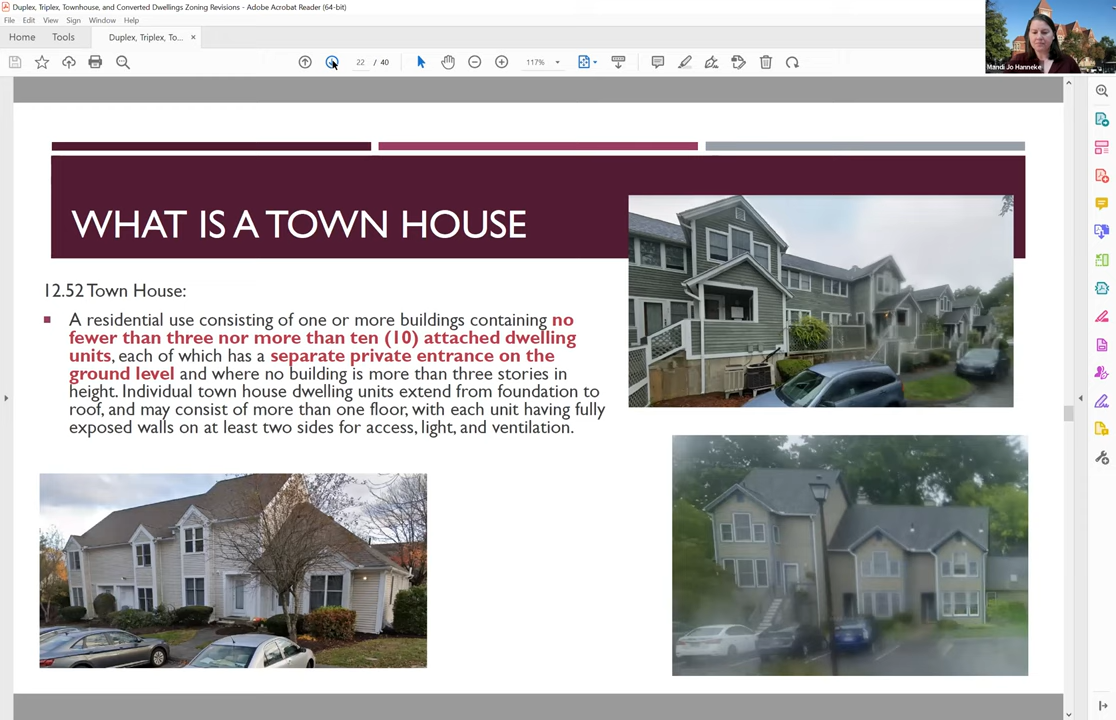 Duplex, Triplex, Townhouse, and Converted Dwellings Zoning Revisions - Adobe Acrobat Reader (64-bit)
File Edit View Sign Window Help
Home Tools Duplex, Triplex, To... ×
22 / 40 117%
Mandi Jo Hanneke
WHAT IS A TOWN HOUSE
12.52 Town House:
A residential use consisting of one or more buildings containing no
fewer than three nor more than ten (10) attached dwelling
units, each of which has a separate private entrance on the
ground level and where no building is more than three stories in
height. Individual town house dwelling units extend from foundation to
roof, and may consist of more than one floor, with each unit having fully
exposed walls on at least two sides for access, light, and ventilation.